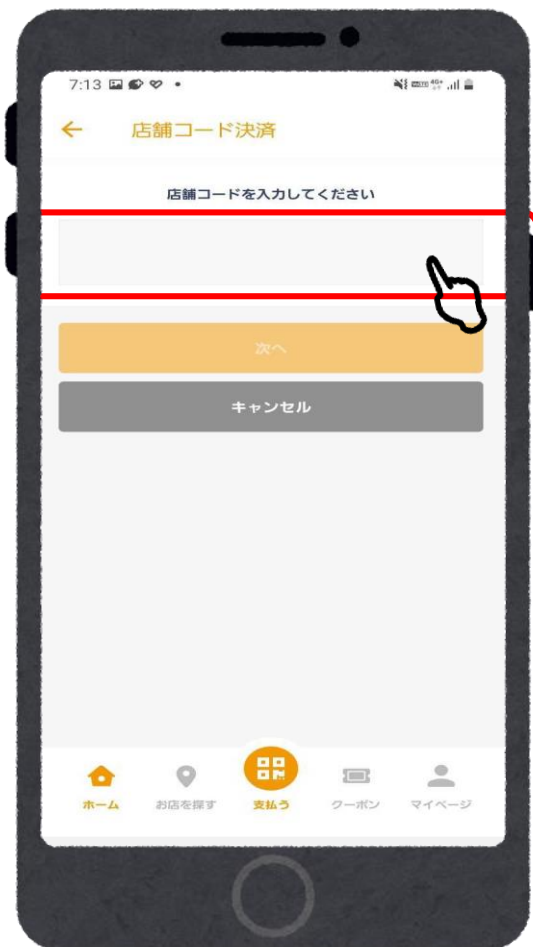 7:13
店舗コード決済
店舗コードを入力してください
次へ
キャンセル
ホーム お店を探す 支払う クーポン マイページ